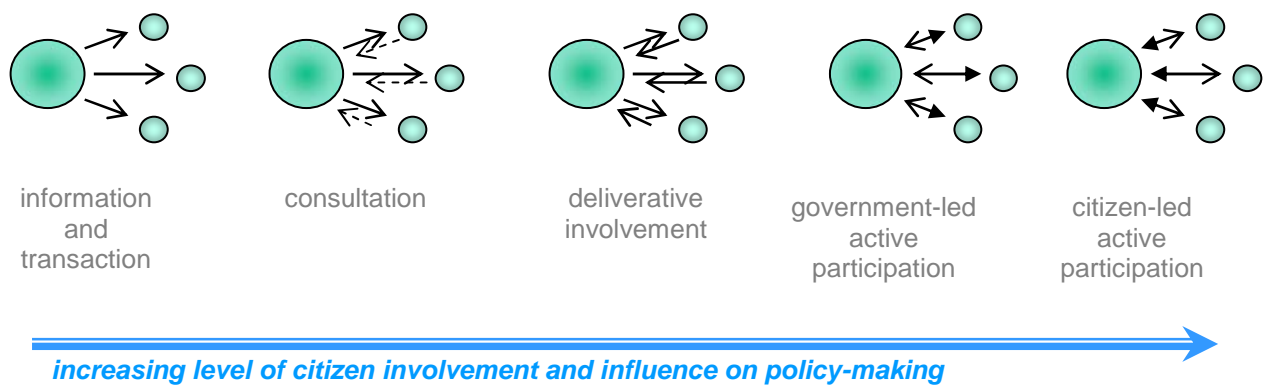 information
and
transaction
consultation
deliverative
involvement
government-led
active
participation
citizen-led
active
participation
increasing level of citizen involvement and influence on policy-making